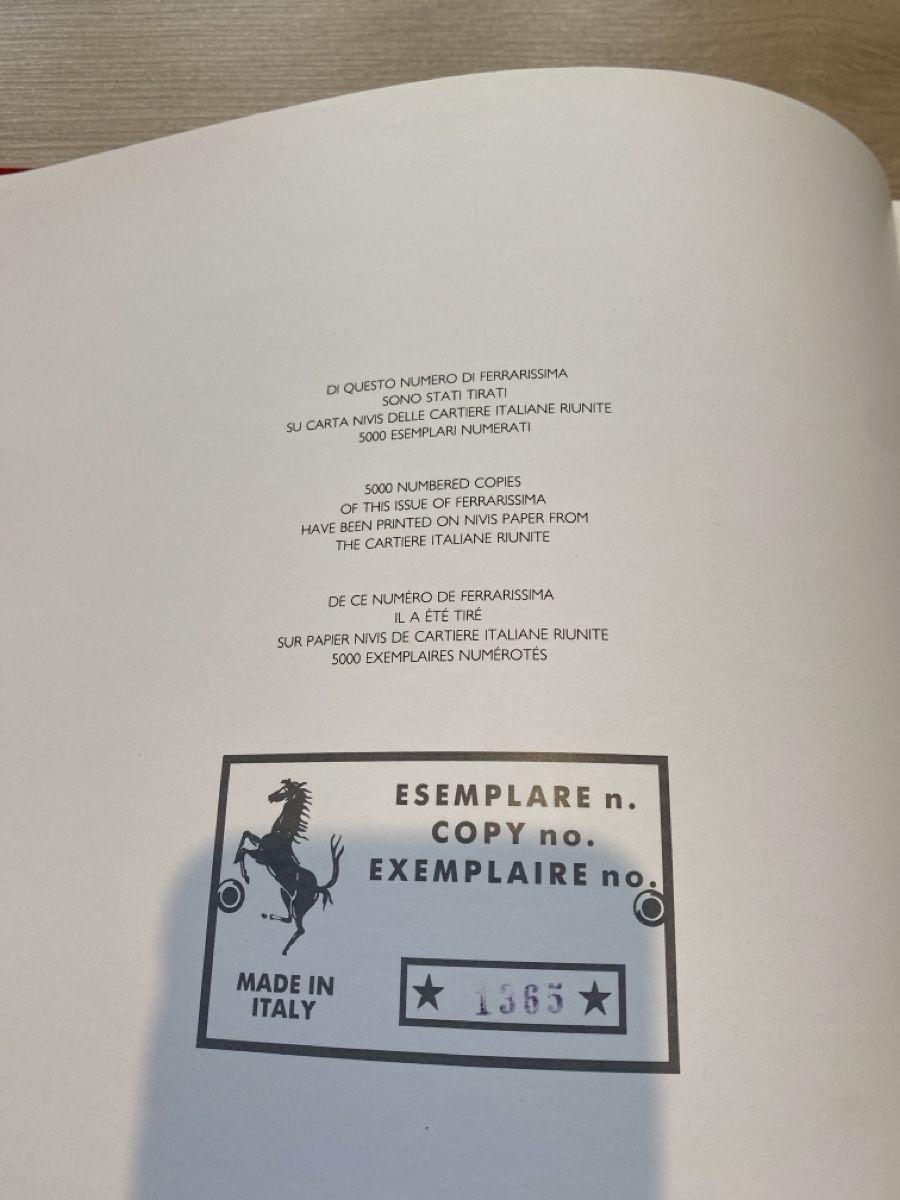 DI QUESTO NUMERO DI FERRARISSIMA
SONO STATI TIRATI
SU CARTA NIVIS DELLE CARTIERE ITALIANE RIUNITE
5000 ESEMPLARI NUMERATI
5000 NUMBERED COPIES
OF THIS ISSUE OF FERRARISSIMA
HAVE BEEN PRINTED ON NIVIS PAPER FROM
THE CARTIERE ITALIANE RIUNITE
DE CE NUMÉRO DE FERRARISSIMA
IL A ÉTÉ TIRÉ
SUR PAPIER NIVIS DE CARTIERE ITALIANE RIUNITE
5000 EXEMPLAIRES NUMÉROTÉS
ESEMPLARE n.
COPY no.
EXEMPLAIRE no.
MADE IN
ITALY
★ 1365 ★